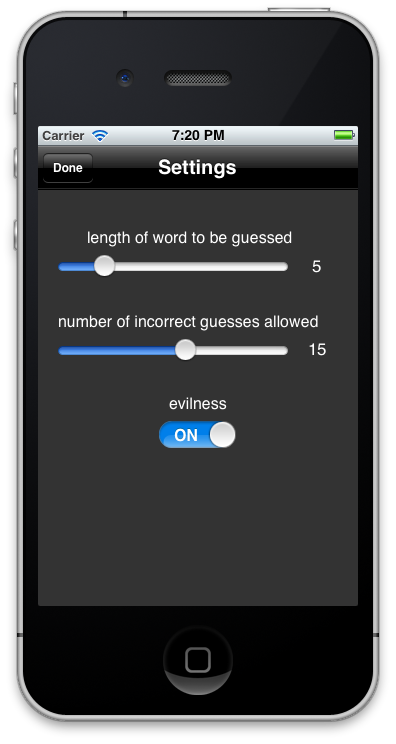 Carrier 7:20 PM
Done Settings
length of word to be guessed
5
number of incorrect guesses allowed
15
evilness
ON